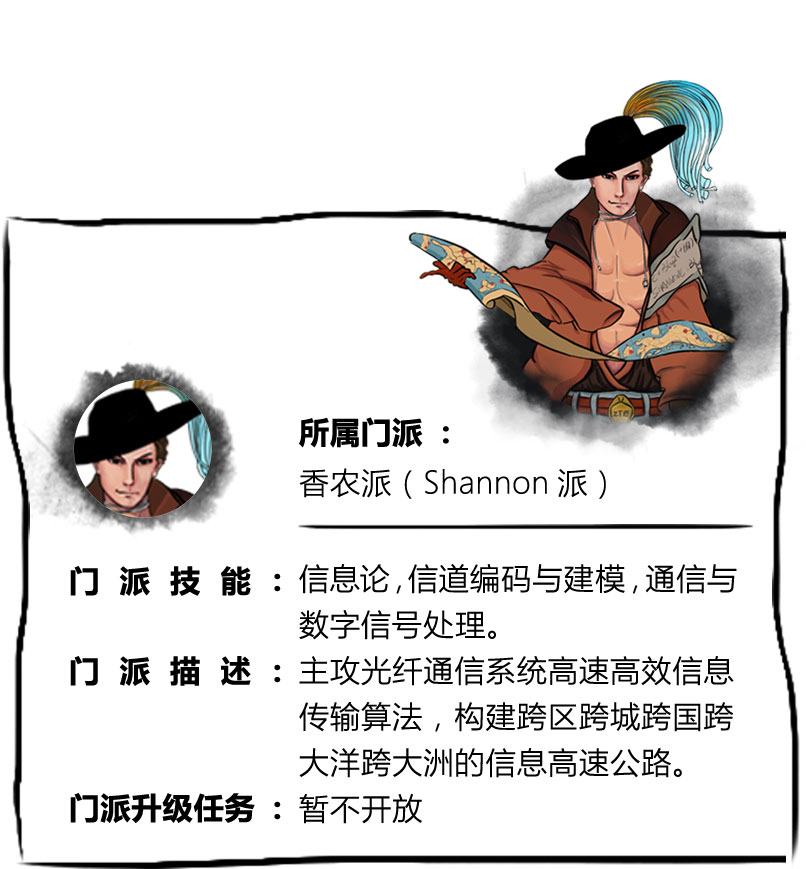 所属门派：
香农派（Shannon 派）
门派技能：信息论，信道编码与建模，通信与
数字信号处理。
门派描述：主攻光纤通信系统高速高效信息
传输算法，构建跨区跨城跨国跨
大洋跨大洲的信息高速公路。
门派升级任务：暂不开放